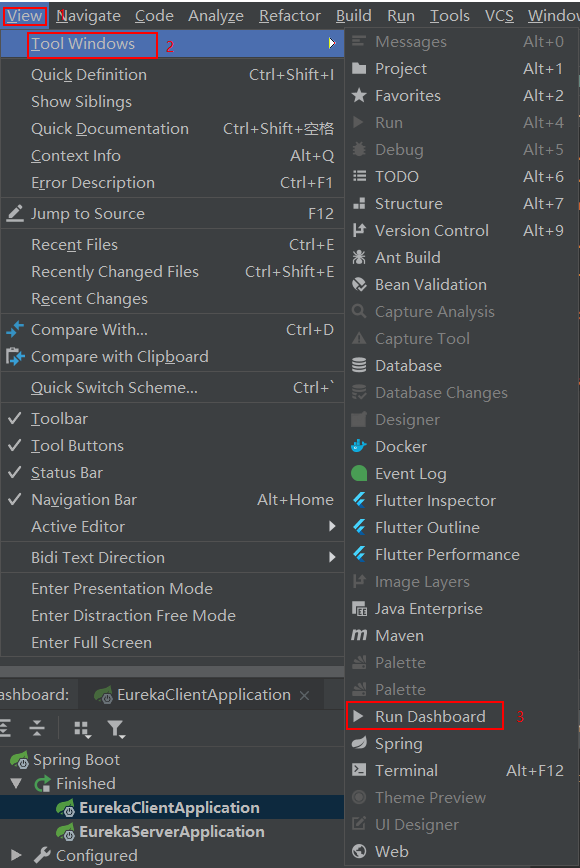 View 1 Navigate Code Analyze Refactor Build Run Tools VCS Window
Tool Windows 2
Quick Definition Ctrl+Shift+I
Show Siblings
Quick Documentation Ctrl+Shift+空格
Context Info Alt+Q
Error Description Ctrl+F1
Jump to Source F12
Recent Files Ctrl+E
Recently Changed Files Ctrl+Shift+E
Recent Changes
Compare With... Ctrl+D
Compare with Clipboard
Quick Switch Scheme... Ctrl+`
Toolbar
Tool Buttons
Status Bar
Navigation Bar Alt+Home
Active Editor
Bidi Text Direction
Enter Presentation Mode
Enter Distraction Free Mode
Enter Full Screen
Messages Alt+0
Project Alt+1
Favorites Alt+2
Run Alt+4
Debug Alt+5
TODO Alt+6
Structure Alt+7
Version Control Alt+9
Ant Build
Bean Validation
Capture Analysis
Capture Tool
Database
Database Changes
Designer
Docker
Event Log
Flutter Inspector
Flutter Outline
Flutter Performance
Image Layers
Java Enterprise
Maven
Palette
Palette
Run Dashboard 3
Spring
Terminal Alt+F12
Theme Preview
UI Designer
Web
ashboard: EurekaClientApplication
Spring Boot
Finished
EurekaClientApplication
EurekaServerApplication
Configured